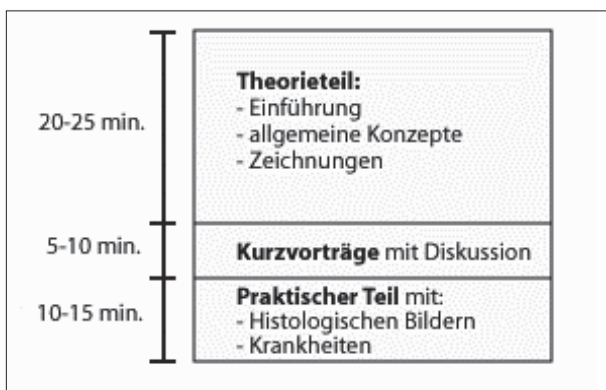 20-25 min.
Theorieteil:
- Einführung
- allgemeine Konzepte
- Zeichnungen
5-10 min.
Kurzvorträge mit Diskussion
10-15 min.
Praktischer Teil mit:
- Histologischen Bildern
- Krankheiten